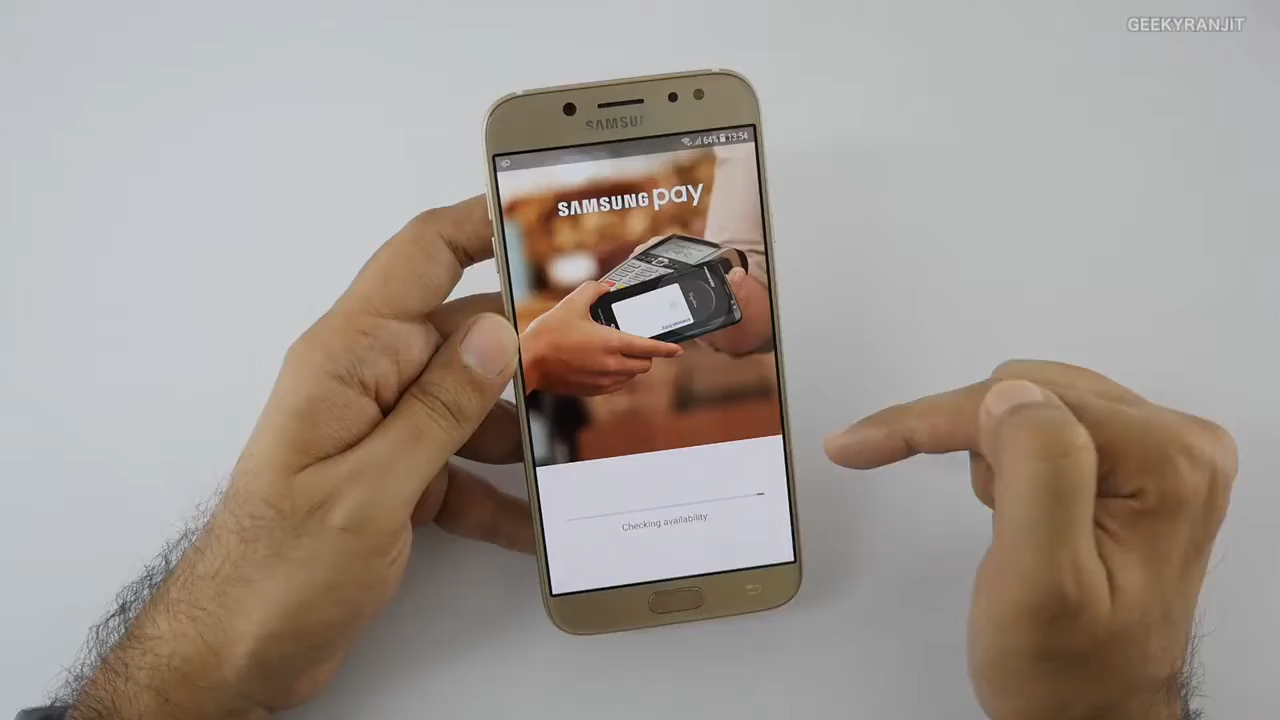 GEEKYRANJIT
SAMSUNG
64% 13:54
SAMSUNG pay
Checking availability